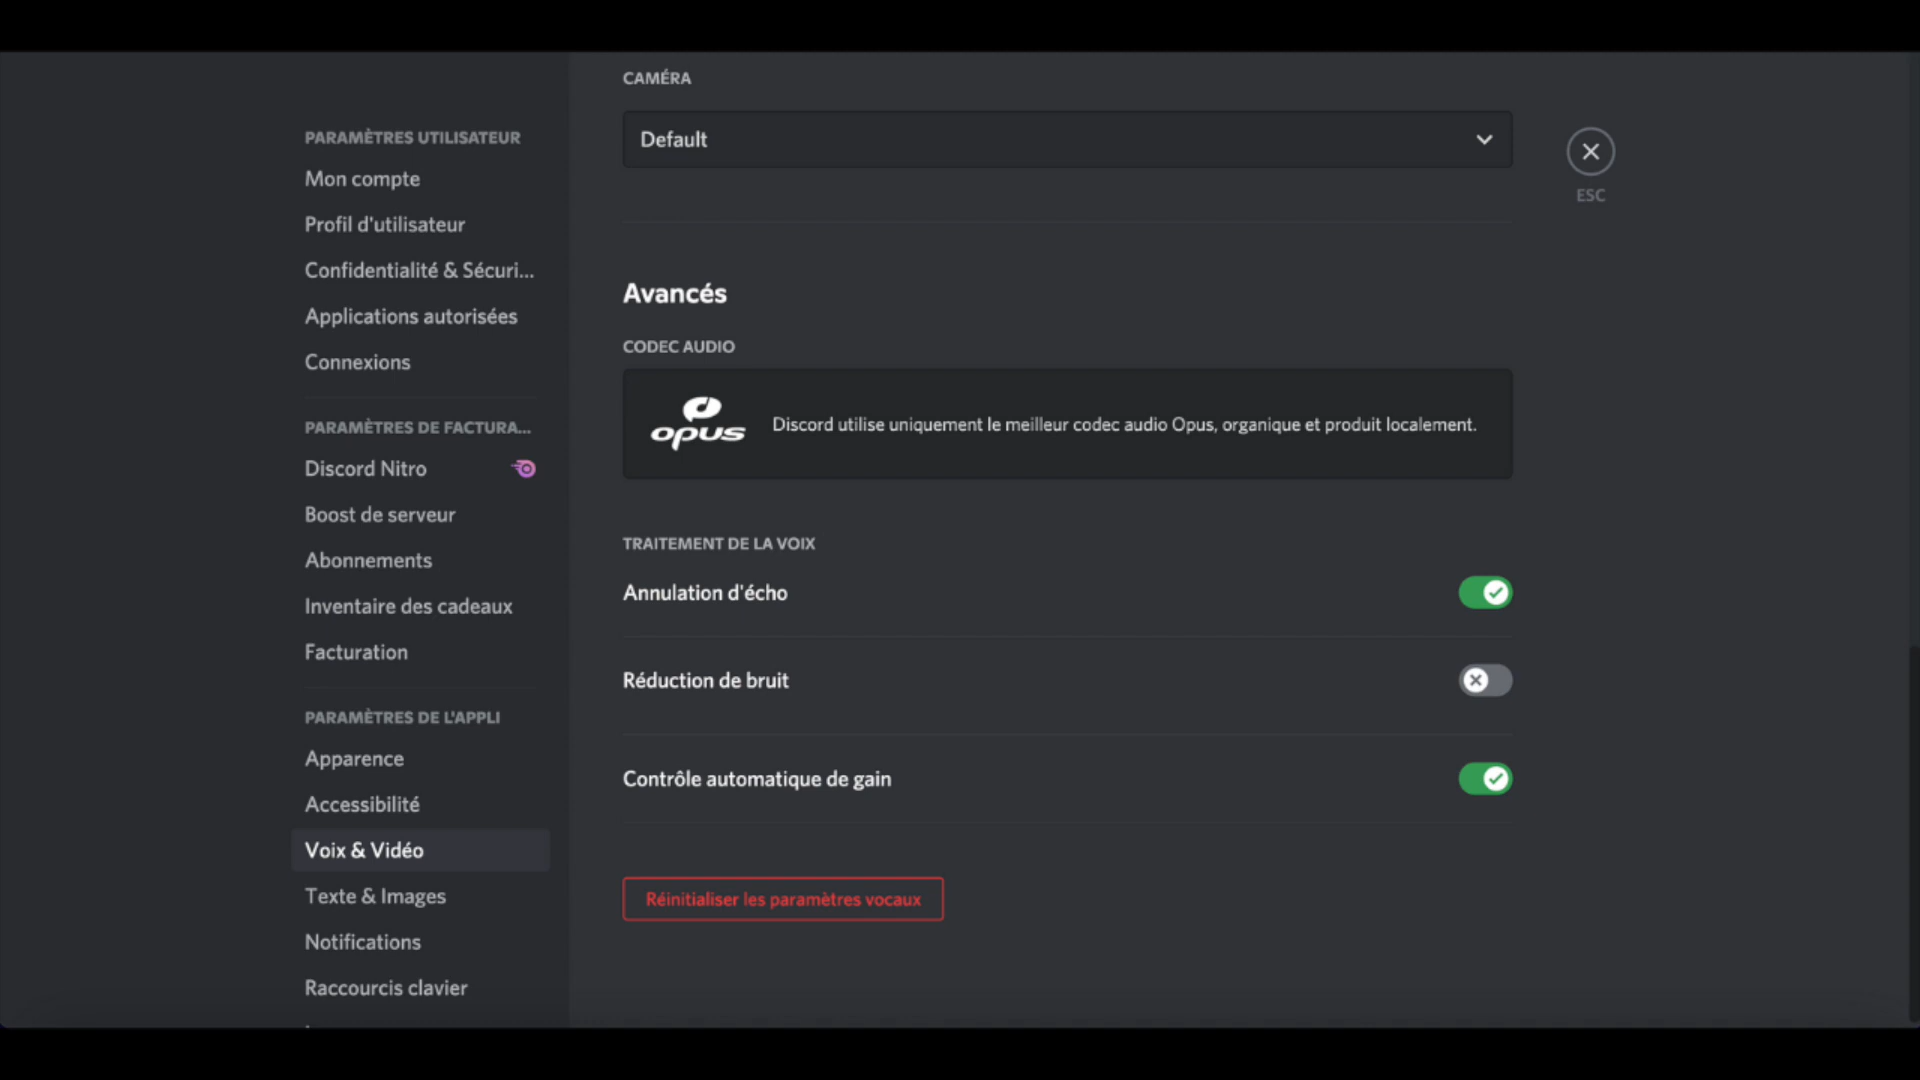 PARAMÈTRES UTILISATEUR
Mon compte
Profil d'utilisateur
Confidentialité & Sécuri...
Applications autorisées
Connexions
PARAMÈTRES DE FACTURA...
Discord Nitro
Boost de serveur
Abonnements
Inventaire des cadeaux
Facturation
PARAMÈTRES DE L'APPLI
Apparence
Accessibilité
Voix & Vidéo
Texte & Images
Notifications
Raccourcis clavier
CAMÉRA
Default
ESC
Avancés
CODEC AUDIO
opus
Discord utilise uniquement le meilleur codec audio Opus, organique et produit localement.
TRAITEMENT DE LA VOIX
Annulation d'écho
Réduction de bruit
Contrôle automatique de gain
Réinitialiser les paramètres vocaux